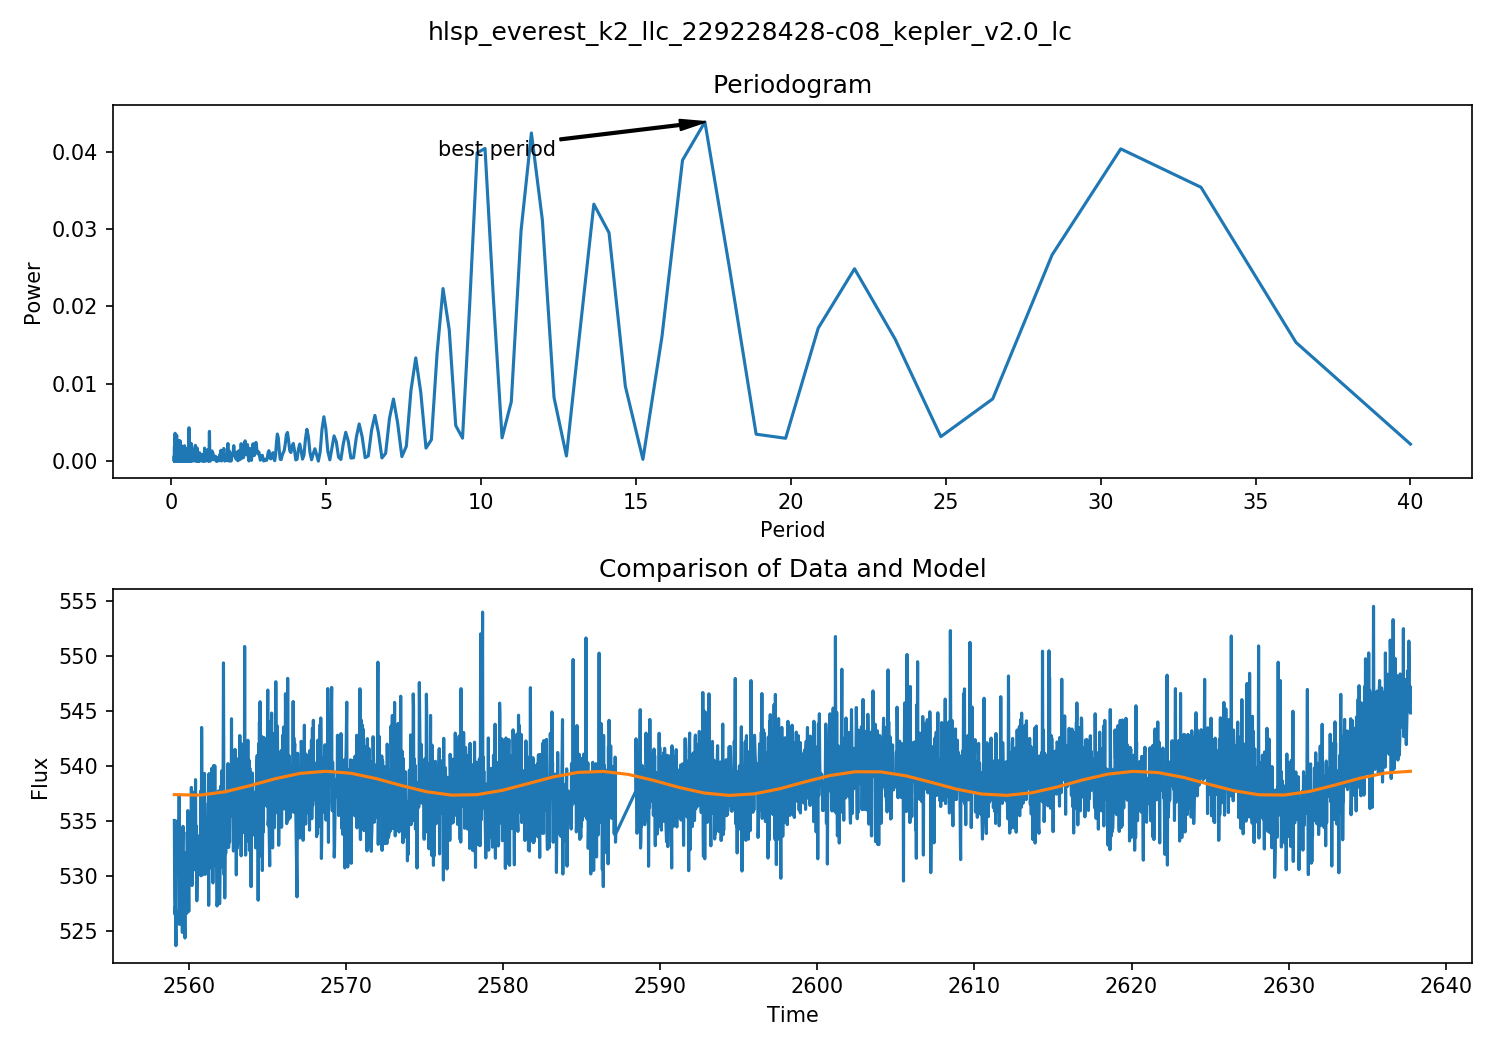 hlsp_everest_k2_llc_229228428-c08_kepler_v2.0_lc
Periodogram
best period
0.04
0.03
0.02
0.01
0.00
Power
0 5 10 15 20 25 30 35 40
Period
Comparison of Data and Model
555
550
545
540
535
530
525
Flux
2560 2570 2580 2590 2600 2610 2620 2630 2640
Time